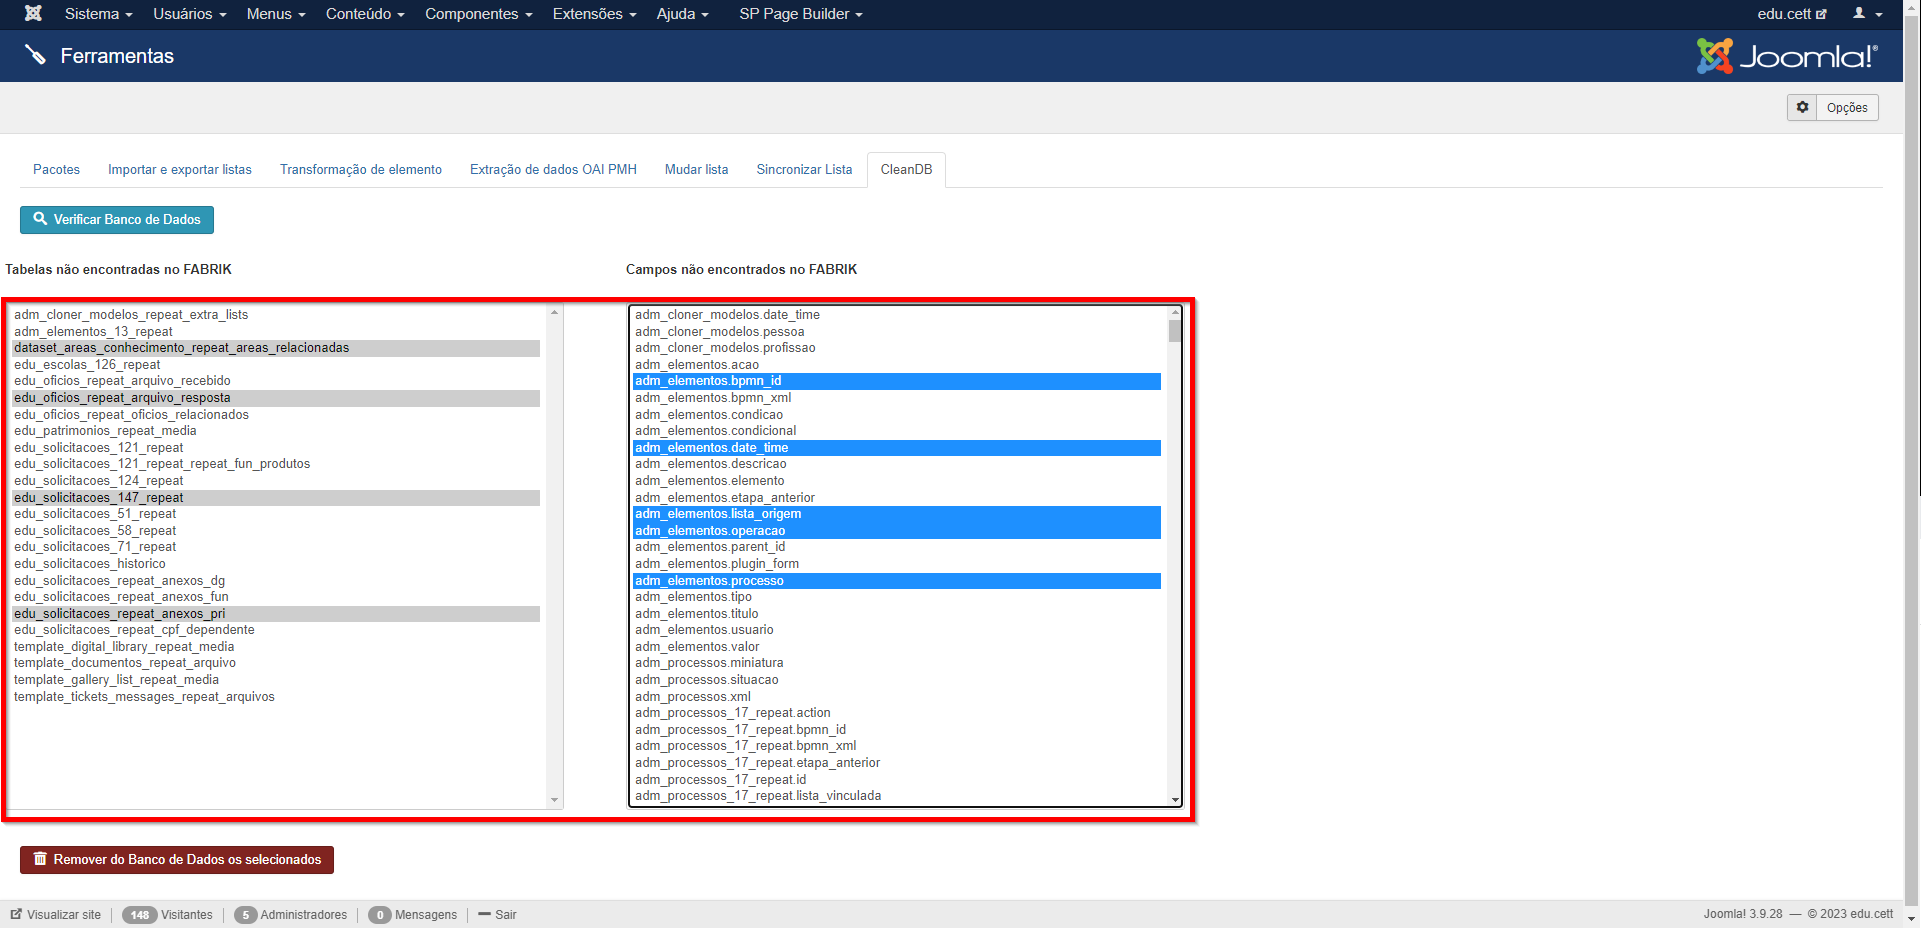 Sistema Usuários Menus Conteúdo Componentes Extensões Ajuda SP Page Builder edu.cett
Ferramentas Joomla!®
Opções
Pacotes Importar e exportar listas Transformação de elemento Extração de dados OAI PMH Mudar lista Sincronizar Lista CleanDB
Verificar Banco de Dados
Tabelas não encontradas no FABRIK
adm_cloner_modelos_repeat_extra_lists
adm_elementos_13_repeat
dataset_areas_conhecimento_repeat_areas_relacionadas
edu_escolas_126_repeat
edu_oficios_repeat_arquivo_recebido
edu_oficios_repeat_arquivo_resposta
edu_oficios_repeat_oficios_relacionados
edu_patrimonios_repeat_media
edu_solicitacoes_121_repeat
edu_solicitacoes_121_repeat_repeat_fun_produtos
edu_solicitacoes_124_repeat
edu_solicitacoes_147_repeat
edu_solicitacoes_51_repeat
edu_solicitacoes_58_repeat
edu_solicitacoes_71_repeat
edu_solicitacoes_historico
edu_solicitacoes_repeat_anexos_dg
edu_solicitacoes_repeat_anexos_fun
edu_solicitacoes_repeat_anexos_pri
edu_solicitacoes_repeat_cpf_dependente
template_digital_library_repeat_media
template_documentos_repeat_arquivo
template_gallery_list_repeat_media
template_tickets_messages_repeat_arquivos
Campos não encontrados no FABRIK
adm_cloner_modelos.date_time
adm_cloner_modelos.pessoa
adm_cloner_modelos.profissao
adm_elementos.acao
adm_elementos.bpmn_id
adm_elementos.bpmn_xml
adm_elementos.condicao
adm_elementos.condicional
adm_elementos.date_time
adm_elementos.descricao
adm_elementos.elemento
adm_elementos.etapa_anterior
adm_elementos.lista_origem
adm_elementos.operacao
adm_elementos.parent_id
adm_elementos.plugin_form
adm_elementos.processo
adm_elementos.tipo
adm_elementos.titulo
adm_elementos.usuario
adm_elementos.valor
adm_processos.miniatura
adm_processos.situacao
adm_processos.xml
adm_processos_17_repeat.action
adm_processos_17_repeat.bpmn_id
adm_processos_17_repeat.bpmn_xml
adm_processos_17_repeat.etapa_anterior
adm_processos_17_repeat.id
adm_processos_17_repeat.lista_vinculada
Remover do Banco de Dados os selecionados
Visualizar site 148 Visitantes 5 Administradores 0 Mensagens Sair Joomla! 3.9.28 — © 2023 edu.cett